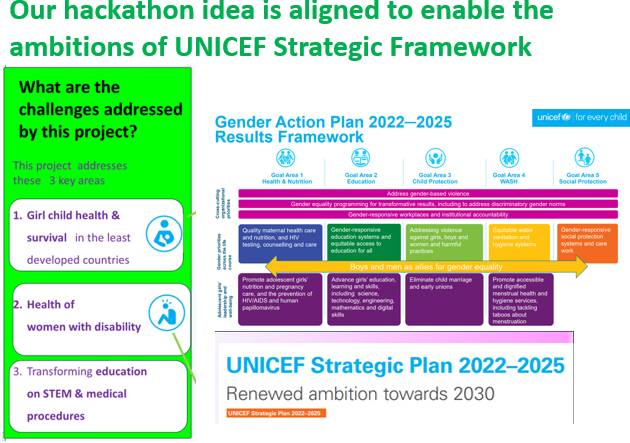 Our hackathon idea is aligned to enable the
ambitions of UNICEF Strategic Framework
What are the
challenges addressed
by this project?
This project addresses
these 3 key areas
1. Girl child health &
survival in the least
developed countries
2. Health of
women with disability
3. Transforming education
on STEM & medical
procedures
Gender Action Plan 2022—2025
Results Framework
unicef for every child
Goal Area 1
Health & Nutrition
Goal Area 2
Education
Goal Area 3
Child Protection
Goal Area 4
WASH
Goal Area 5
Social Protection
Cross-cutting
organizational
priorities
Address gender-based violence
Gender equality programming for transformative results, including to address discriminatory gender norms
Gender-responsive workplaces and institutional accountability
Gender priorities
across the life
course
Quality maternal health care
and nutrition, and HIV
testing, counselling and care
Gender-responsive
education systems and
equitable access to
education for all
Addressing violence
against girls, boys and
women and harmful
practices
Equitable water
sanitation and
hygiene systems
Gender-responsive
social protection
systems and care
work
Boys and men as allies for gender equality
Adolescent girls'
leadership and
well-being
Promote adolescent girls'
nutrition and pregnancy
care, and the prevention of
HIV/AIDS and human
papillomavirus
Advance girls' education,
learning and skills,
including science,
technology, engineering,
mathematics and digital
skills
Eliminate child marriage
and early unions
Promote accessible
and dignified
menstrual health and
hygiene services,
including tackling
taboos about
menstruation
UNICEF Strategic Plan 2022–2025
Renewed ambition towards 2030
UNICEF Strategic Plan 2022–2025